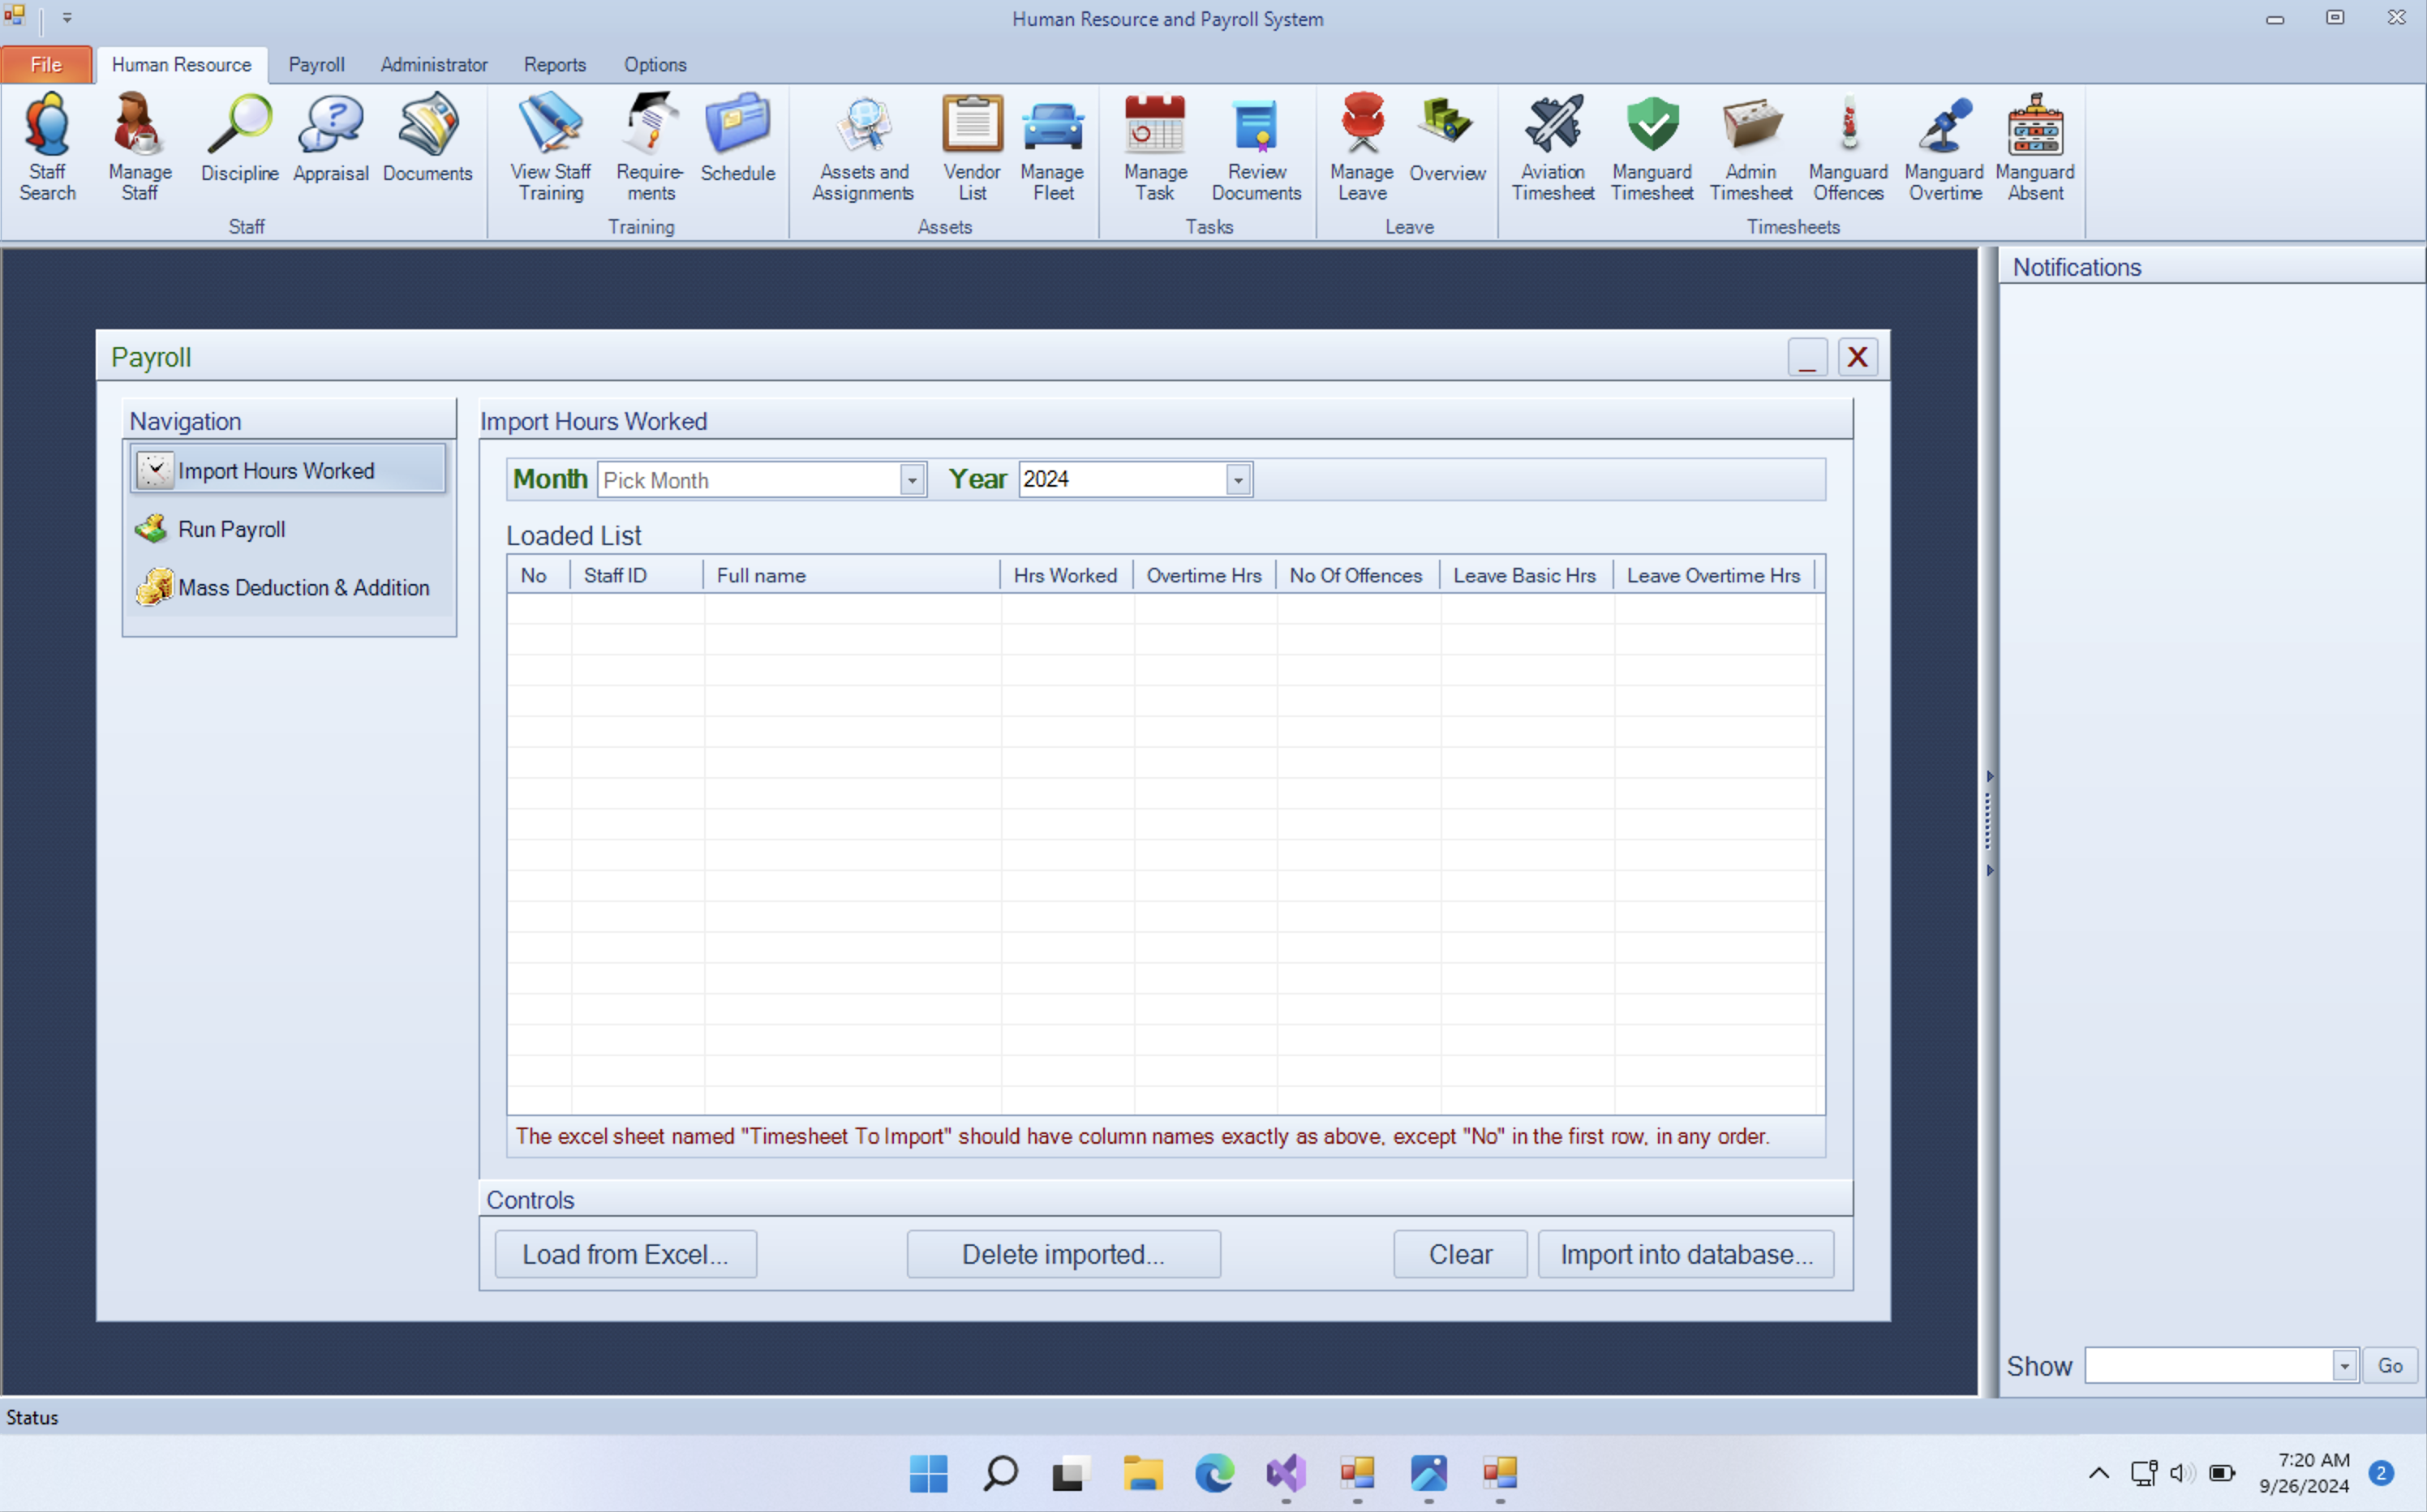 Human Resource and Payroll System
File Human Resource Payroll Administrator Reports Options
Staff Search
Manage Staff
Discipline
Appraisal
Documents
Staff
View Staff Training
Require-ments
Schedule
Training
Assets and Assignments
Vendor List
Manage Fleet
Assets
Manage Task
Review Documents
Tasks
Manage Leave
Overview
Leave
Aviation Timesheet
Manguard Timesheet
Admin Timesheet
Manguard Offences
Manguard Overtime
Manguard Absent
Timesheets
Notifications
Payroll
_ X
Navigation
Import Hours Worked
Run Payroll
Mass Deduction & Addition
Import Hours Worked
Month Pick Month Year 2024
Loaded List
No Staff ID Full name Hrs Worked Overtime Hrs No Of Offences Leave Basic Hrs Leave Overtime Hrs
The excel sheet named "Timesheet To Import" should have column names exactly as above, except "No" in the first row, in any order.
Controls
Load from Excel... Delete imported... Clear Import into database...
Show Go
Status
7:20 AM
9/26/2024
2